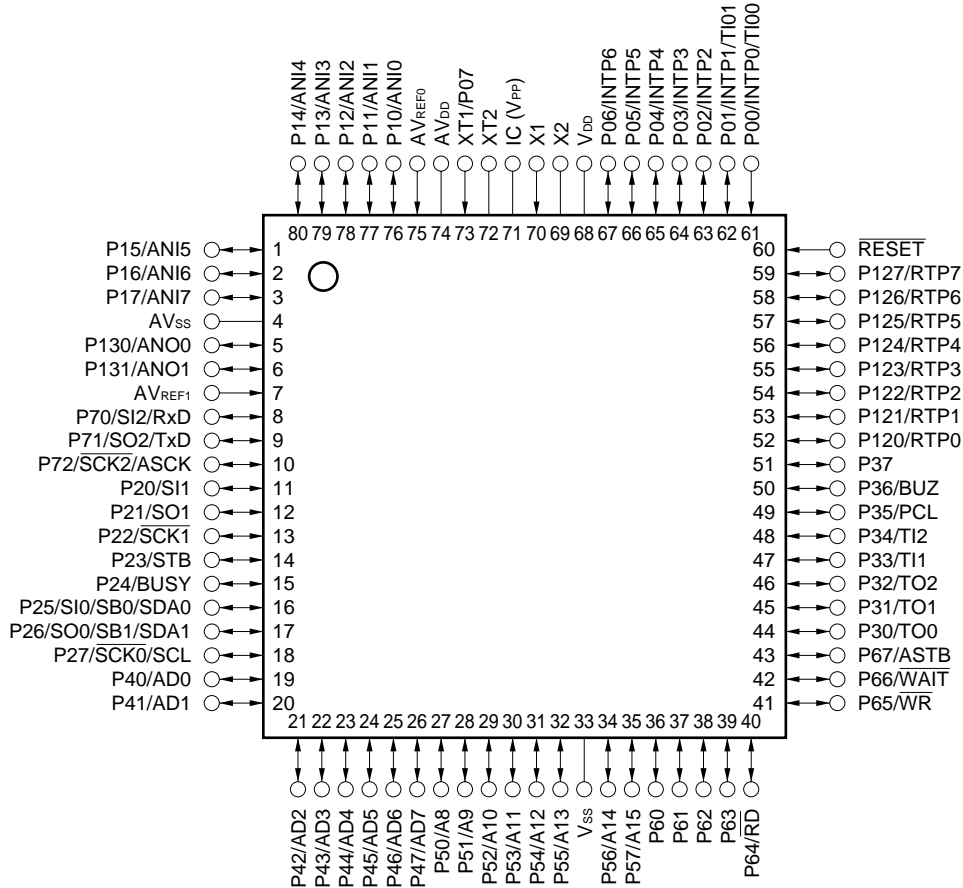 P14/ANI4
P13/ANI3
P12/ANI2
P11/ANI1
P10/ANI0
AVREF0
AVDD
XT1/P07
XT2
IC (VPP)
X1
X2
VDD
P06/INTP6
P05/INTP5
P04/INTP4
P03/INTP3
P02/INTP2
P01/INTP1/TI01
P00/INTP0/TI00
80 79 78 77 76 75 74 73 72 71 70 69 68 67 66 65 64 63 62 61
P15/ANI5 1
P16/ANI6 2
P17/ANI7 3
AVSS 4
P130/ANO0 5
P131/ANO1 6
AVREF1 7
P70/SI2/RxD 8
P71/SO2/TxD 9
P72/S̅C̅K̅2̅/ASCK 10
P20/SI1 11
P21/SO1 12
P22/S̅C̅K̅1̅ 13
P23/STB 14
P24/BUSY 15
P25/SI0/SB0/SDA0 16
P26/SO0/SB1/SDA1 17
P27/S̅C̅K̅0̅/SCL 18
P40/AD0 19
P41/AD1 20
60 R̅E̅S̅E̅T̅
59 P127/RTP7
58 P126/RTP6
57 P125/RTP5
56 P124/RTP4
55 P123/RTP3
54 P122/RTP2
53 P121/RTP1
52 P120/RTP0
51 P37
50 P36/BUZ
49 P35/PCL
48 P34/TI2
47 P33/TI1
46 P32/TO2
45 P31/TO1
44 P30/TO0
43 P67/ASTB
42 P66/W̅A̅I̅T̅
41 P65/W̅R̅
21 22 23 24 25 26 27 28 29 30 31 32 33 34 35 36 37 38 39 40
P42/AD2
P43/AD3
P44/AD4
P45/AD5
P46/AD6
P47/AD7
P50/A8
P51/A9
P52/A10
P53/A11
P54/A12
P55/A13
VSS
P56/A14
P57/A15
P60
P61
P62
P63
P64/R̅D̅